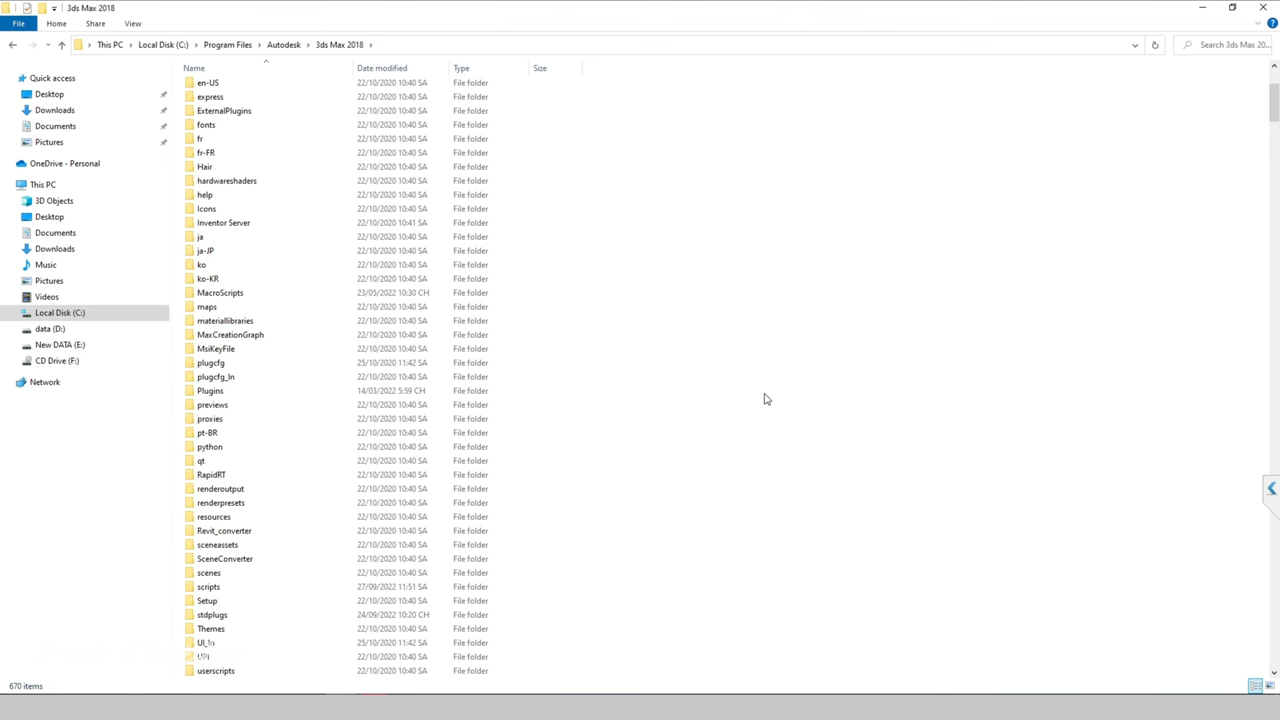 3ds Max 2018
File Home Share View
This PC Local Disk (C:) Program Files Autodesk 3ds Max 2018
Search 3ds Max 20...
Name Date modified Type Size
Quick access
Desktop
Downloads
Documents
Pictures
OneDrive - Personal
This PC
3D Objects
Desktop
Documents
Downloads
Music
Pictures
Videos
Local Disk (C:)
data (D:)
New DATA (E:)
CD Drive (F:)
Network
en-US 22/10/2020 10:40 SA File folder
express 22/10/2020 10:40 SA File folder
ExternalPlugins 22/10/2020 10:40 SA File folder
fonts 22/10/2020 10:40 SA File folder
fr 22/10/2020 10:40 SA File folder
fr-FR 22/10/2020 10:40 SA File folder
Hair 22/10/2020 10:40 SA File folder
hardwareshaders 22/10/2020 10:40 SA File folder
help 22/10/2020 10:40 SA File folder
Icons 22/10/2020 10:40 SA File folder
Inventor Server 22/10/2020 10:41 SA File folder
ja 22/10/2020 10:40 SA File folder
ja-JP 22/10/2020 10:40 SA File folder
ko 22/10/2020 10:40 SA File folder
ko-KR 22/10/2020 10:40 SA File folder
MacroScripts 23/05/2022 10:30 CH File folder
maps 22/10/2020 10:40 SA File folder
materiallibraries 22/10/2020 10:40 SA File folder
MaxCreationGraph 22/10/2020 10:40 SA File folder
MsiKeyFile 22/10/2020 10:40 SA File folder
plugcfg 25/10/2020 11:42 SA File folder
plugcfg_ln 22/10/2020 10:40 SA File folder
Plugins 14/03/2022 5:59 CH File folder
previews 22/10/2020 10:40 SA File folder
proxies 22/10/2020 10:40 SA File folder
pt-BR 22/10/2020 10:40 SA File folder
python 22/10/2020 10:40 SA File folder
qt 22/10/2020 10:40 SA File folder
RapidRT 22/10/2020 10:40 SA File folder
renderoutput 22/10/2020 10:40 SA File folder
renderpresets 22/10/2020 10:40 SA File folder
resources 22/10/2020 10:40 SA File folder
Revit_converter 22/10/2020 10:40 SA File folder
sceneassets 22/10/2020 10:40 SA File folder
SceneConverter 22/10/2020 10:40 SA File folder
scenes 22/10/2020 10:40 SA File folder
scripts 27/09/2022 11:51 SA File folder
Setup 22/10/2020 10:40 SA File folder
stdplugs 24/09/2022 10:20 CH File folder
Themes 22/10/2020 10:40 SA File folder
UI_ln 25/10/2020 11:42 SA File folder
UPI 22/10/2020 10:40 SA File folder
userscripts 22/10/2020 10:40 SA File folder
670 items